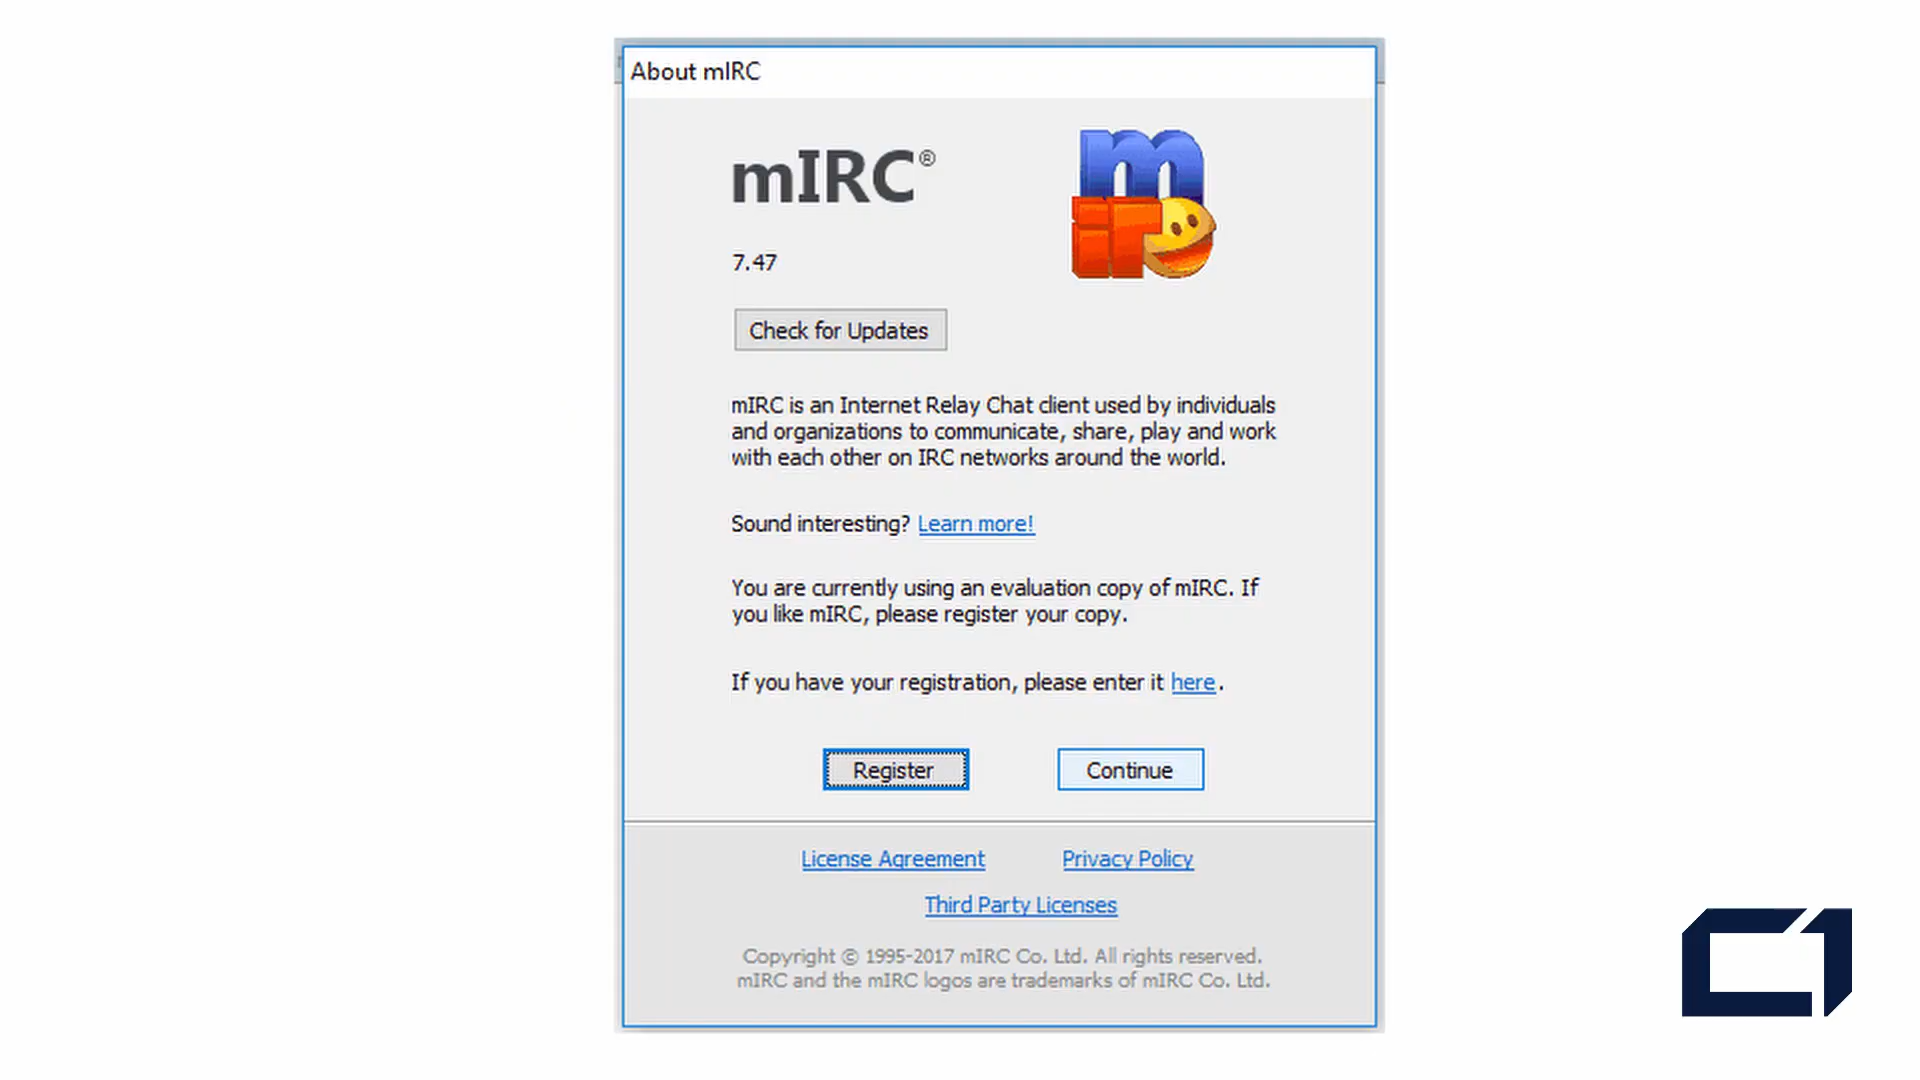 About mIRC
mIRC®
7.47
Check for Updates
mIRC is an Internet Relay Chat client used by individuals
and organizations to communicate, share, play and work
with each other on IRC networks around the world.
Sound interesting? Learn more!
You are currently using an evaluation copy of mIRC. If
you like mIRC, please register your copy.
If you have your registration, please enter it here.
Register Continue
License Agreement Privacy Policy
Third Party Licenses
Copyright © 1995-2017 mIRC Co. Ltd. All rights reserved.
mIRC and the mIRC logos are trademarks of mIRC Co. Ltd.